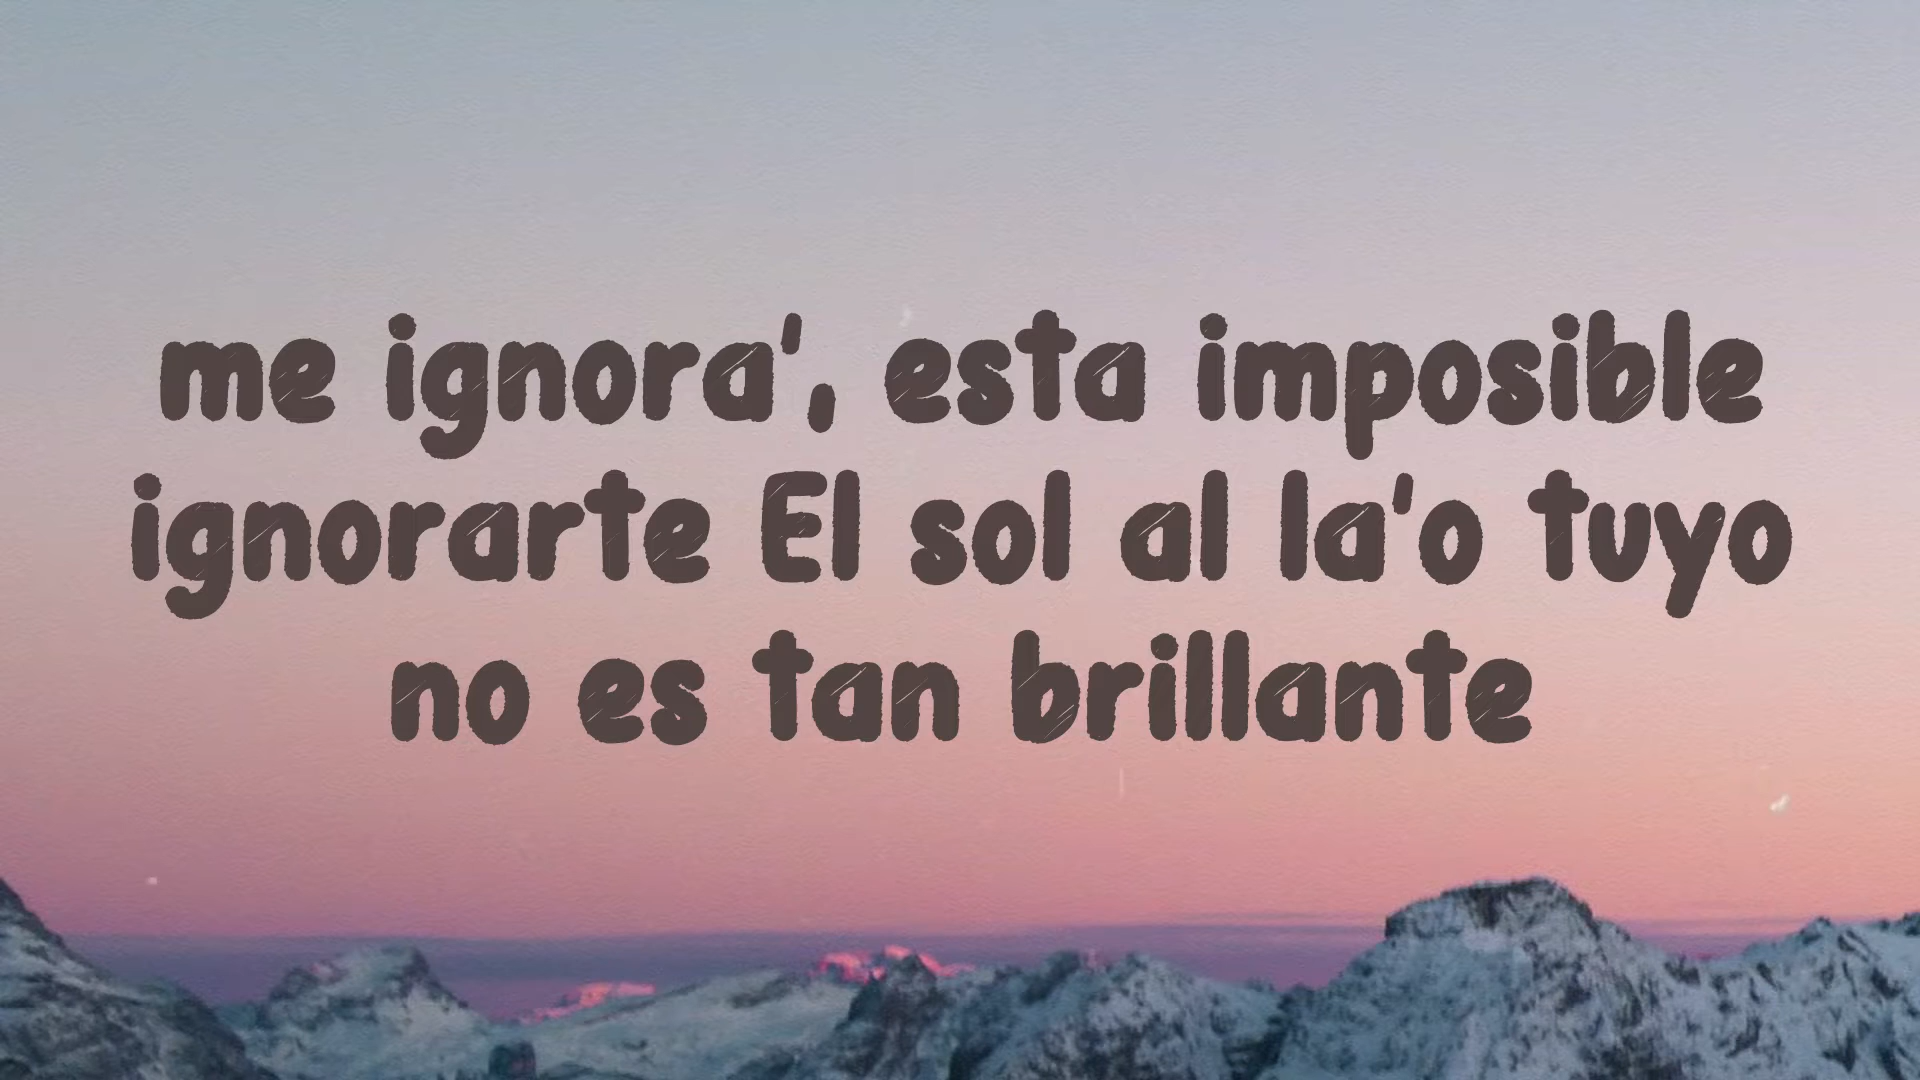 me ignora', esta imposible
ignorarte El sol al la'o tuyo
no es tan brillante